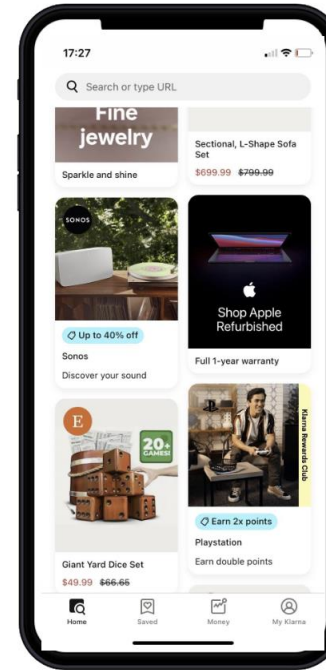 17:27
Search or type URL
Fine
jewelry
Sparkle and shine
Sectional, L-Shape Sofa
Set
$699.99 $799.99
SONOS
Up to 40% off
Sonos
Discover your sound
Shop Apple
Refurbished
Full 1-year warranty
E
20+
GAMES!
Giant Yard Dice Set
$49.99 $66.65
Klarna Rewards Club
Earn 2x points
Playstation
Earn double points
Home
Saved
Money
My Klarna